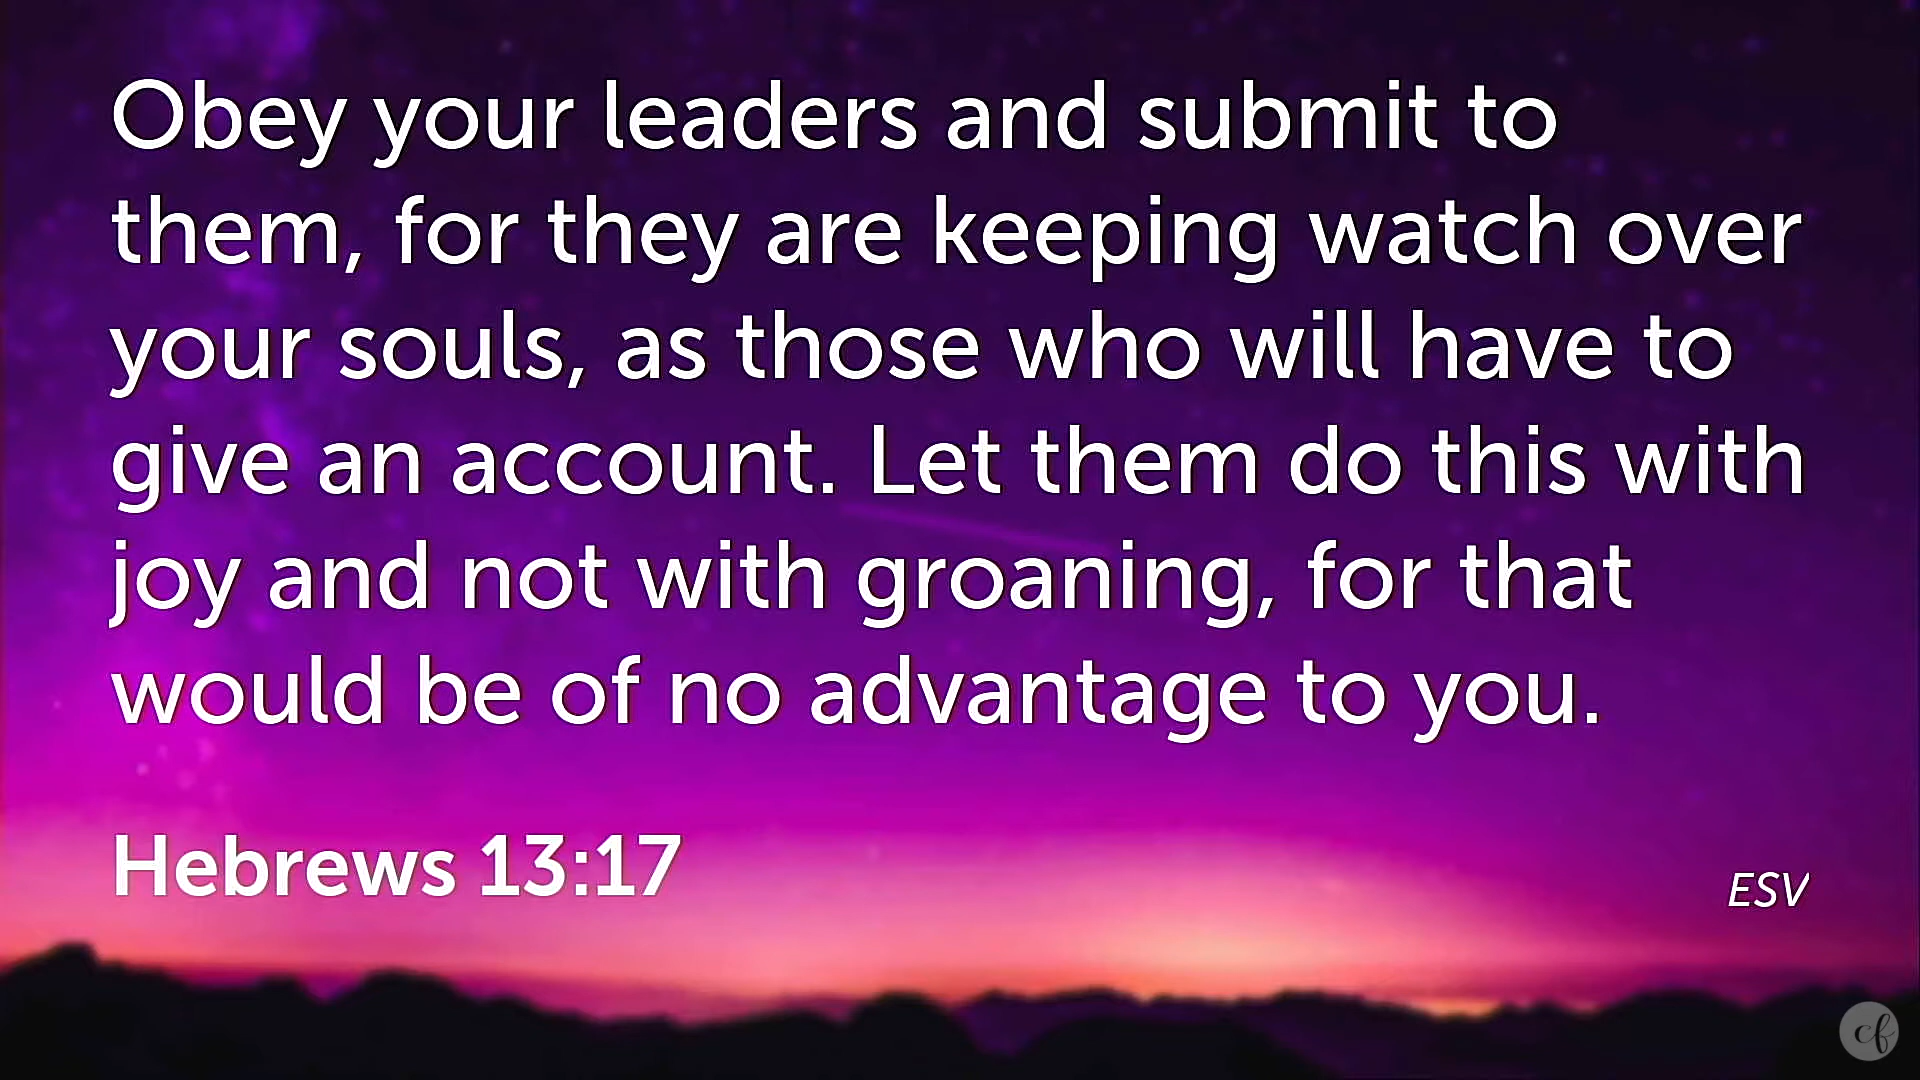 Obey your leaders and submit to
them, for they are keeping watch over
your souls, as those who will have to
give an account. Let them do this with
joy and not with groaning, for that
would be of no advantage to you.
Hebrews 13:17
ESV
cf